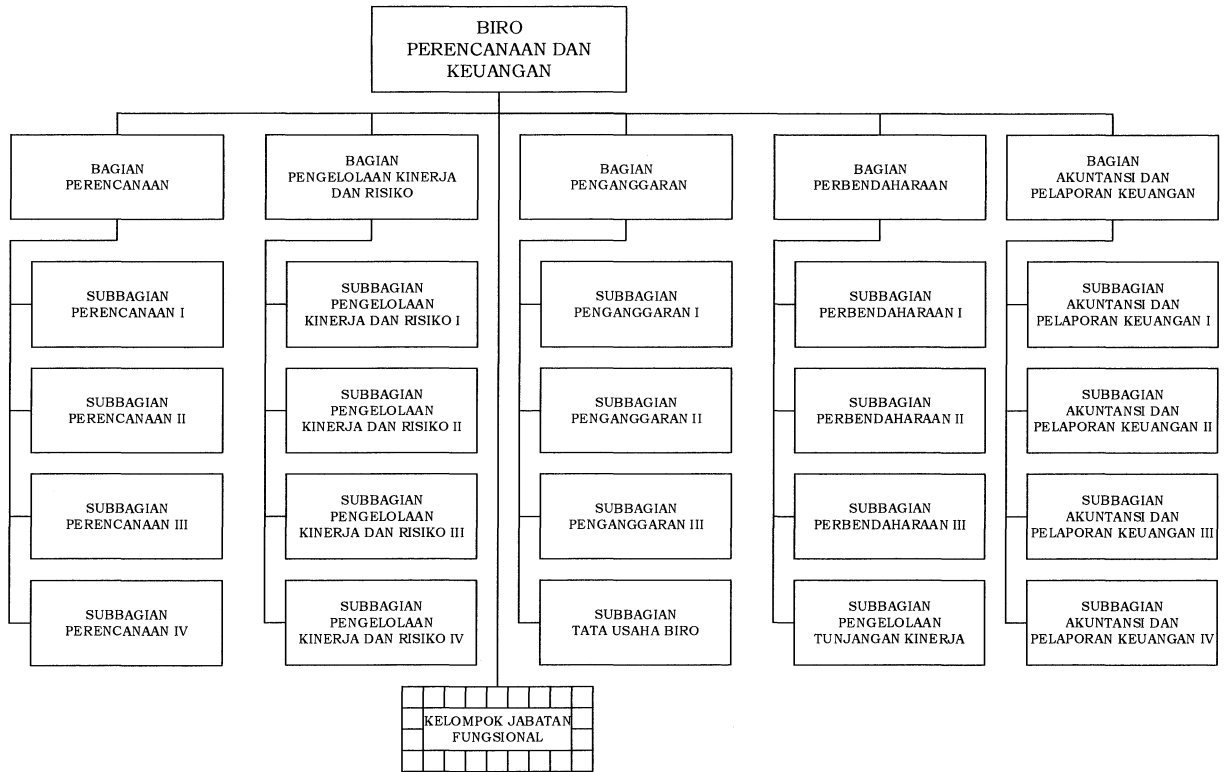 BIRO
PERENCANAAN DAN
KEUANGAN
BAGIAN
PERENCANAAN
BAGIAN
PENGELOLAAN KINERJA
DAN RISIKO
BAGIAN
PENGANGGARAN
BAGIAN
PERBENDAHARAAN
BAGIAN
AKUNTASI DAN
PELAPORAN KEUANGAN
SUBBAGIAN
PERENCANAAN I
SUBBAGIAN
PENGELOLAAN
KINERJA DAN RISIKO I
SUBBAGIAN
PENGANGGARAN I
SUBBAGIAN
PERBENDAHARAAN I
SUBBAGIAN
AKUNTANSI DAN
PELAPORAN KEUANGAN I
SUBBAGIAN
PERENCANAAN II
SUBBAGIAN
PENGELOLAAN
KINERJA DAN RISIKO II
SUBBAGIAN
PENGANGGARAN II
SUBBAGIAN
PERBENDAHARAAN II
SUBBAGIAN
AKUNTANSI DAN
PELAPORAN KEUANGAN II
SUBBAGIAN
PERENCANAAN III
SUBBAGIAN
PENGELOLAAN
KINERJA DAN RISIKO III
SUBBAGIAN
PENGANGGARAN III
SUBBAGIAN
PERBENDAHARAAN III
SUBBAGIAN
AKUNTANSI DAN
PELAPORAN KEUANGAN III
SUBBAGIAN
PERENCANAAN IV
SUBBAGIAN
PENGELOLAAN
KINERJA DAN RISIKO IV
SUBBAGIAN
TATA USAHA BIRO
SUBBAGIAN
PENGELOLAAN
TUNJANGAN KINERJA
SUBBAGIAN
AKUNTANSI DAN
PELAPORAN KEUANGAN IV
KELOMPOK JABATAN
FUNGSIONAL